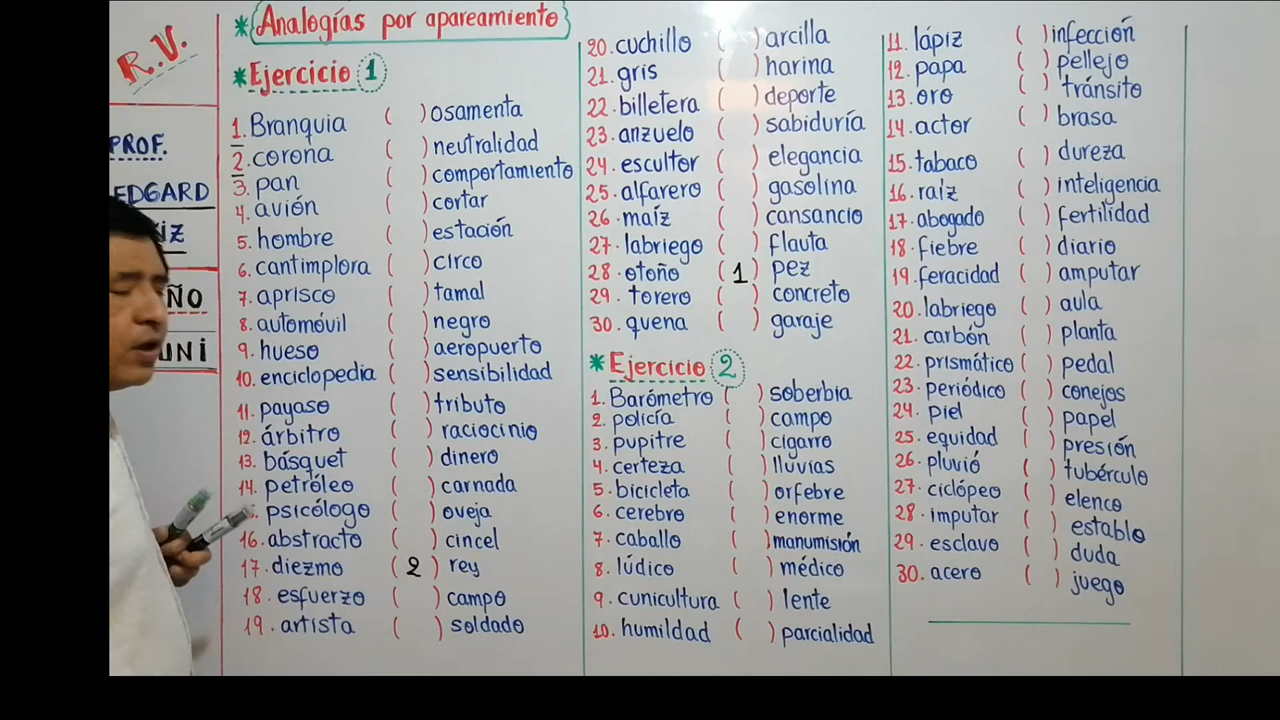 R.V.
PROF.
EDGARD
UNI
*Analogías por apareamiento
*Ejercicio 1
1. Branquia ( ) osamenta
2. corona ( ) neutralidad
3. pan ( ) comportamiento
4. avión ( ) cortar
5. hombre ( ) estación
6. cantimplora ( ) circo
7. aprisco ( ) tamal
8. automóvil ( ) negro
9. hueso ( ) aeropuerto
10. enciclopedia ( ) sensibilidad
11. payaso ( ) tributo
12. árbitro ( ) raciocinio
13. básquet ( ) dinero
14. petróleo ( ) carnada
psicólogo ( ) oveja
16. abstracto ( ) cincel
17. diezmo ( 2 ) rey
18. esfuerzo ( ) campo
19. artista ( ) soldado
20. cuchillo ( ) arcilla
21. gris ( ) harina
22. billetera ( ) deporte
23. anzuelo ( ) sabiduría
24. escultor ( ) elegancia
25. alfarero ( ) gasolina
26. maíz ( ) cansancio
27. labriego ( ) flauta
28. otoño ( 1 ) pez
29. torero ( ) concreto
30. quena ( ) garaje
*Ejercicio 2
1. Barómetro ( ) soberbia
2. policía ( ) campo
3. pupitre ( ) cigarro
4. certeza ( ) lluvias
5. bicicleta ( ) orfebre
6. cerebro ( ) enorme
7. caballo ( ) manumisión
8. lúdico ( ) médico
9. cunicultura ( ) lente
10. humildad ( ) parcialidad
11. lápiz ( ) infección
12. papa ( ) pellejo
13. oro ( ) tránsito
14. actor ( ) brasa
15. tabaco ( ) dureza
16. raíz ( ) inteligencia
17. abogado ( ) fertilidad
18. fiebre ( ) diario
19. feracidad ( ) amputar
20. labriego ( ) aula
21. carbón ( ) planta
22. prismático ( ) pedal
23. periódico ( ) conejos
24. piel ( ) papel
25. equidad ( ) presión
26. pluvió ( ) tubérculo
27. ciclópeo ( ) elenco
28. imputar ( ) establo
29. esclavo ( ) duda
30. acero ( ) juego